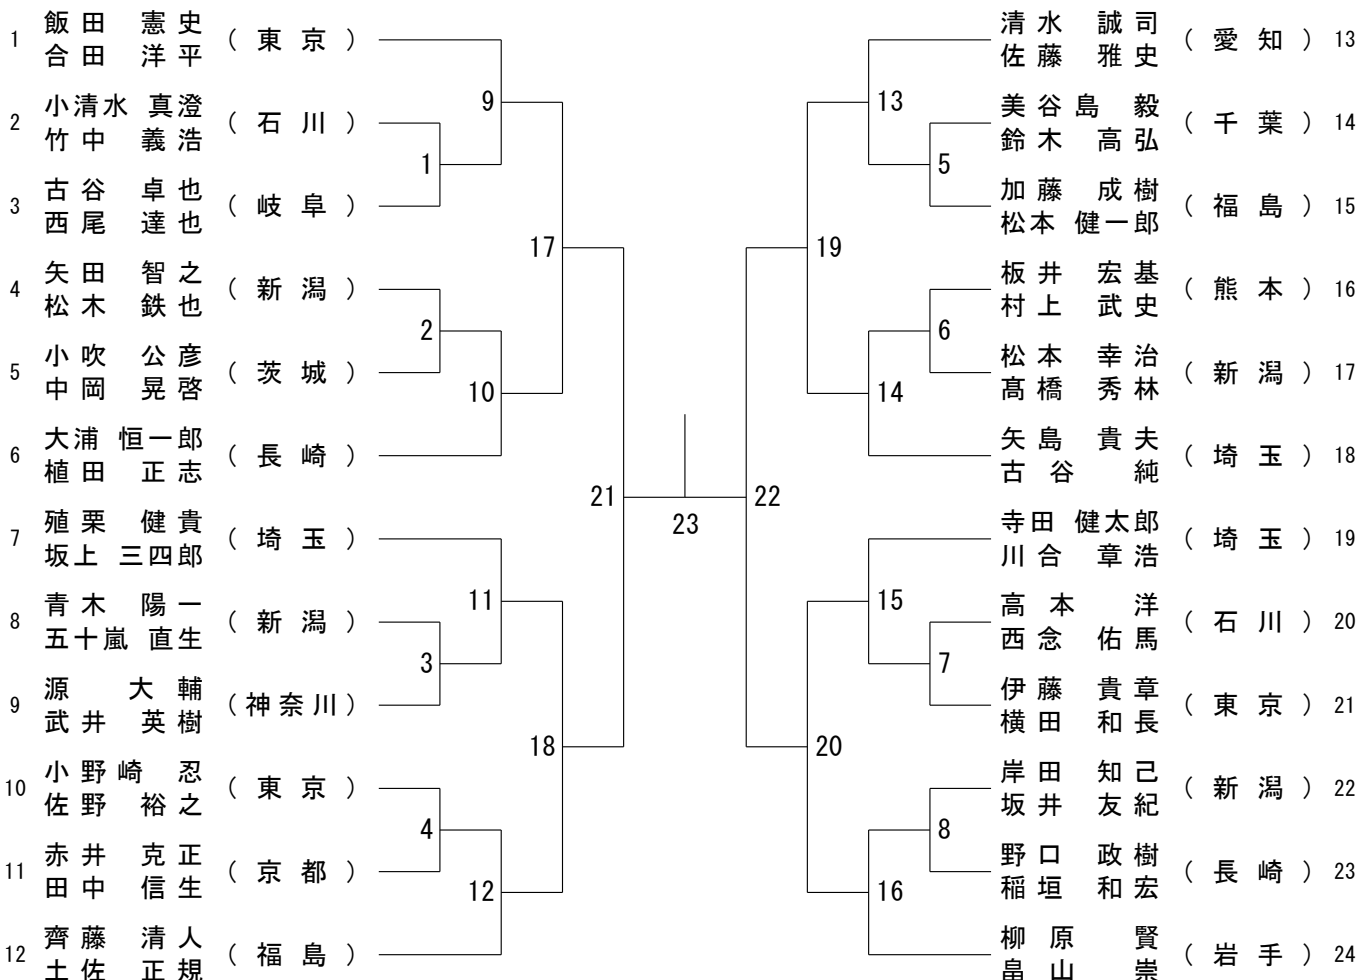 1 飯田 憲史 (東京)
合田 洋平
2 小清水 真澄 (石川)
竹中 義浩
3 古谷 卓也 (岐阜)
西尾 達也
4 矢田 智之 (新潟)
松木 鉄也
5 小吹 公彦 (茨城)
中岡 晃啓
6 大浦 恒一郎 (長崎)
植田 正志
7 殖栗 健貴 (埼玉)
坂上 三四郎
8 青木 陽一 (新潟)
五十嵐 直生
9 源 大輔 (神奈川)
武井 英樹
10 小野崎 忍 (東京)
佐野 裕之
11 赤井 克正 (京都)
田中 信生
12 齊藤 清人 (福島)
土佐 正規
9
1
17
2
10
21
11
3
18
4
12
23
13
5
19
6
14
22
15
7
20
8
16
清水 誠司 (愛知) 13
佐藤 雅史
美谷島 毅 (千葉) 14
鈴木 高弘
加藤 成樹 (福島) 15
松本 健一郎
板井 宏基 (熊本) 16
村上 武史
松本 幸治 (新潟) 17
髙橋 秀林
矢島 貴夫 (埼玉) 18
古谷 純
寺田 健太郎 (埼玉) 19
川合 章浩
高本 洋 (石川) 20
西念 佑馬
伊藤 貴章 (東京) 21
横田 和長
岸田 知己 (新潟) 22
坂井 友紀
野口 政樹 (長崎) 23
稲垣 和宏
柳原 賢 (岩手) 24
畠山 崇